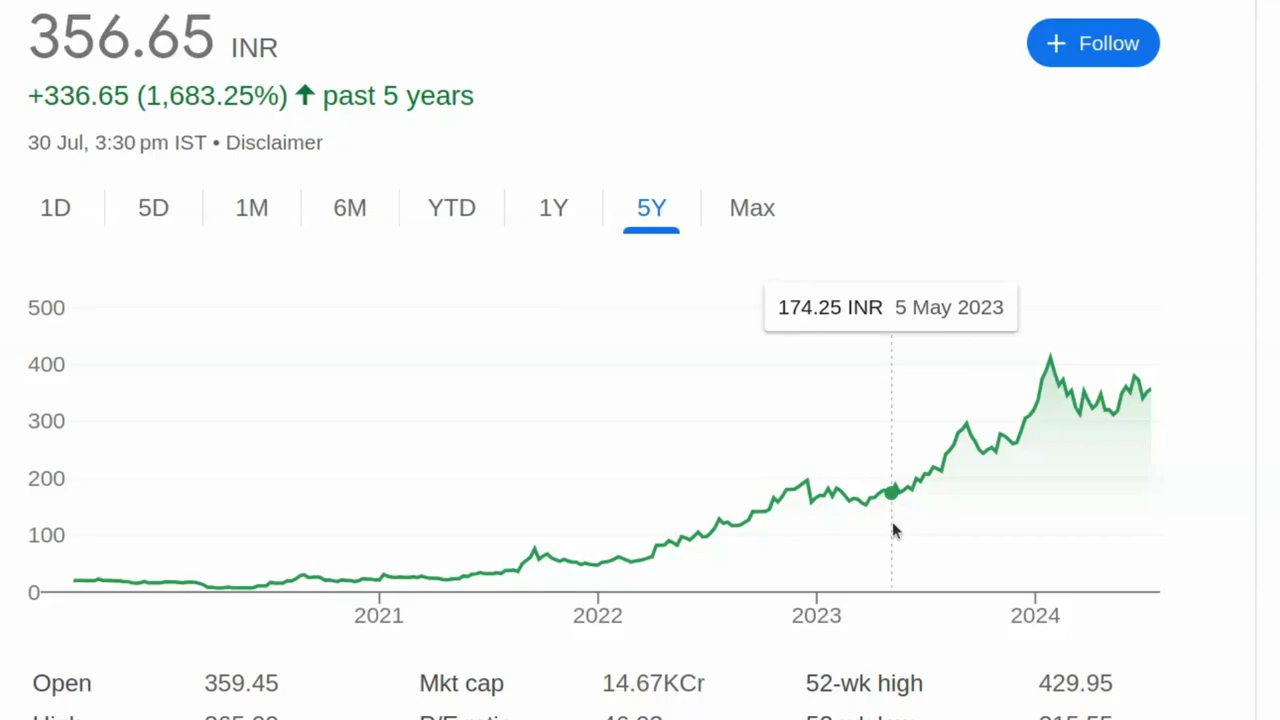 356.65 INR
+ Follow
+336.65 (1,683.25%) ↑ past 5 years
30 Jul, 3:30 pm IST • Disclaimer
1D 5D 1M 6M YTD 1Y 5Y Max
174.25 INR 5 May 2023
500
400
300
200
100
0
2021 2022 2023 2024
Open 359.45 Mkt cap 14.67KCr 52-wk high 429.95